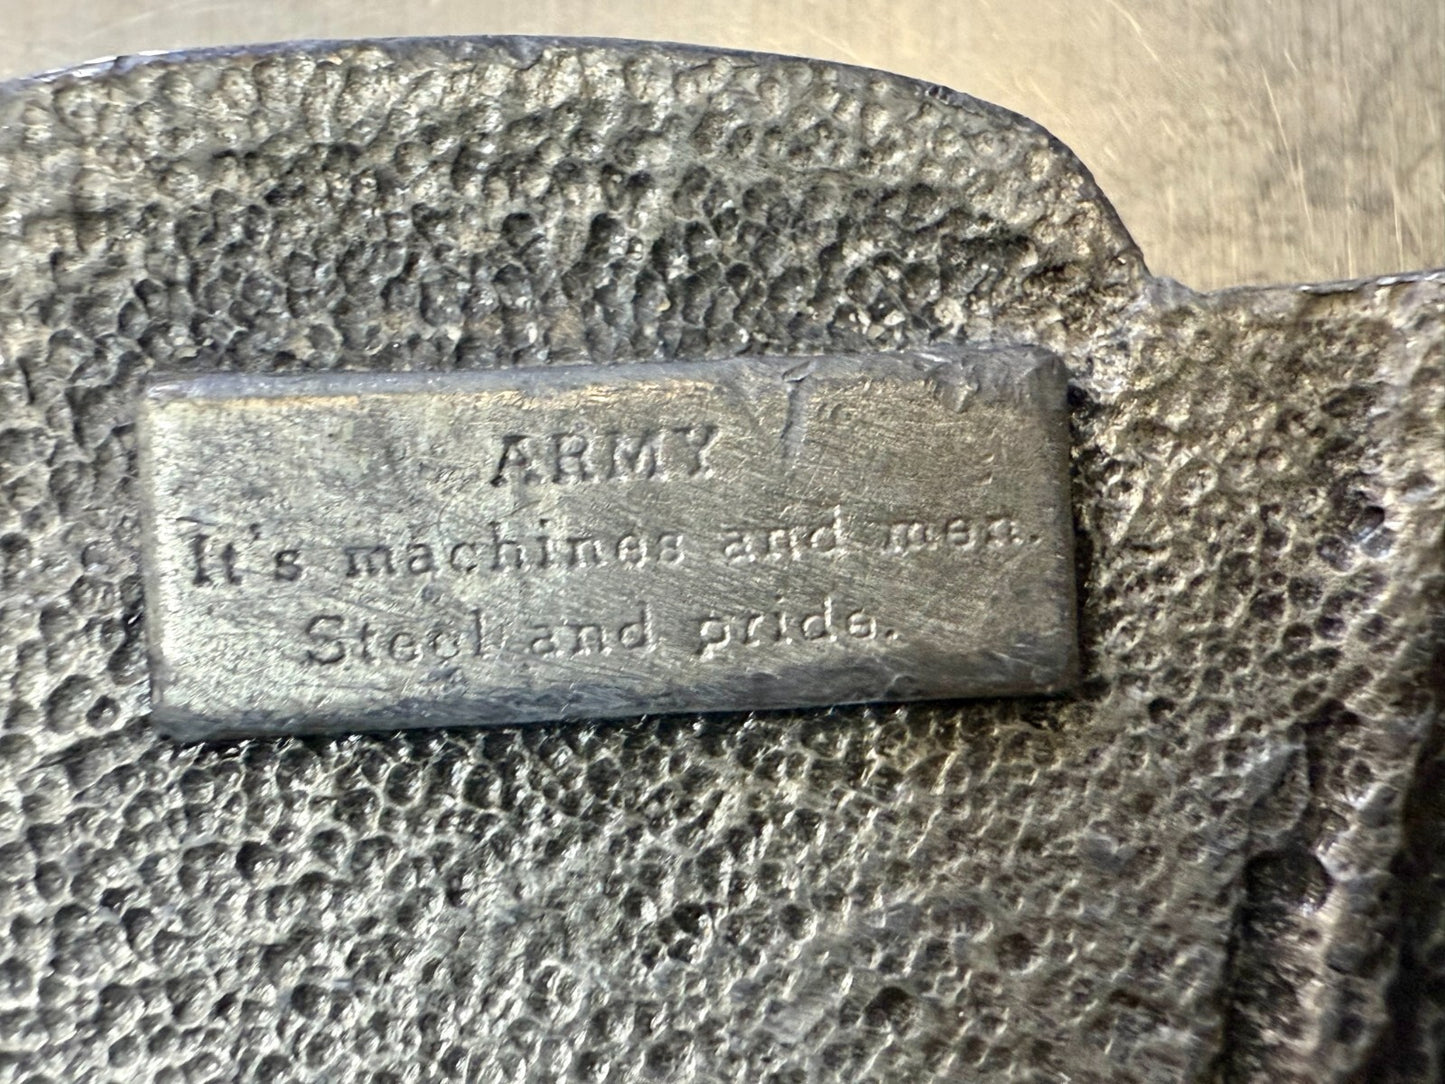 ARMY
It's machines and men.
Steel and pride.